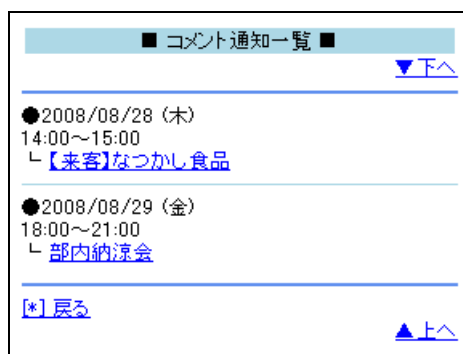 ■ コメント通知一覧 ■
▼下へ
●2008/08/28 (木)
14:00～15:00
└【来客】なつかし食品
●2008/08/29 (金)
18:00～21:00
└ 部内納涼会
[*] 戻る
▲上へ